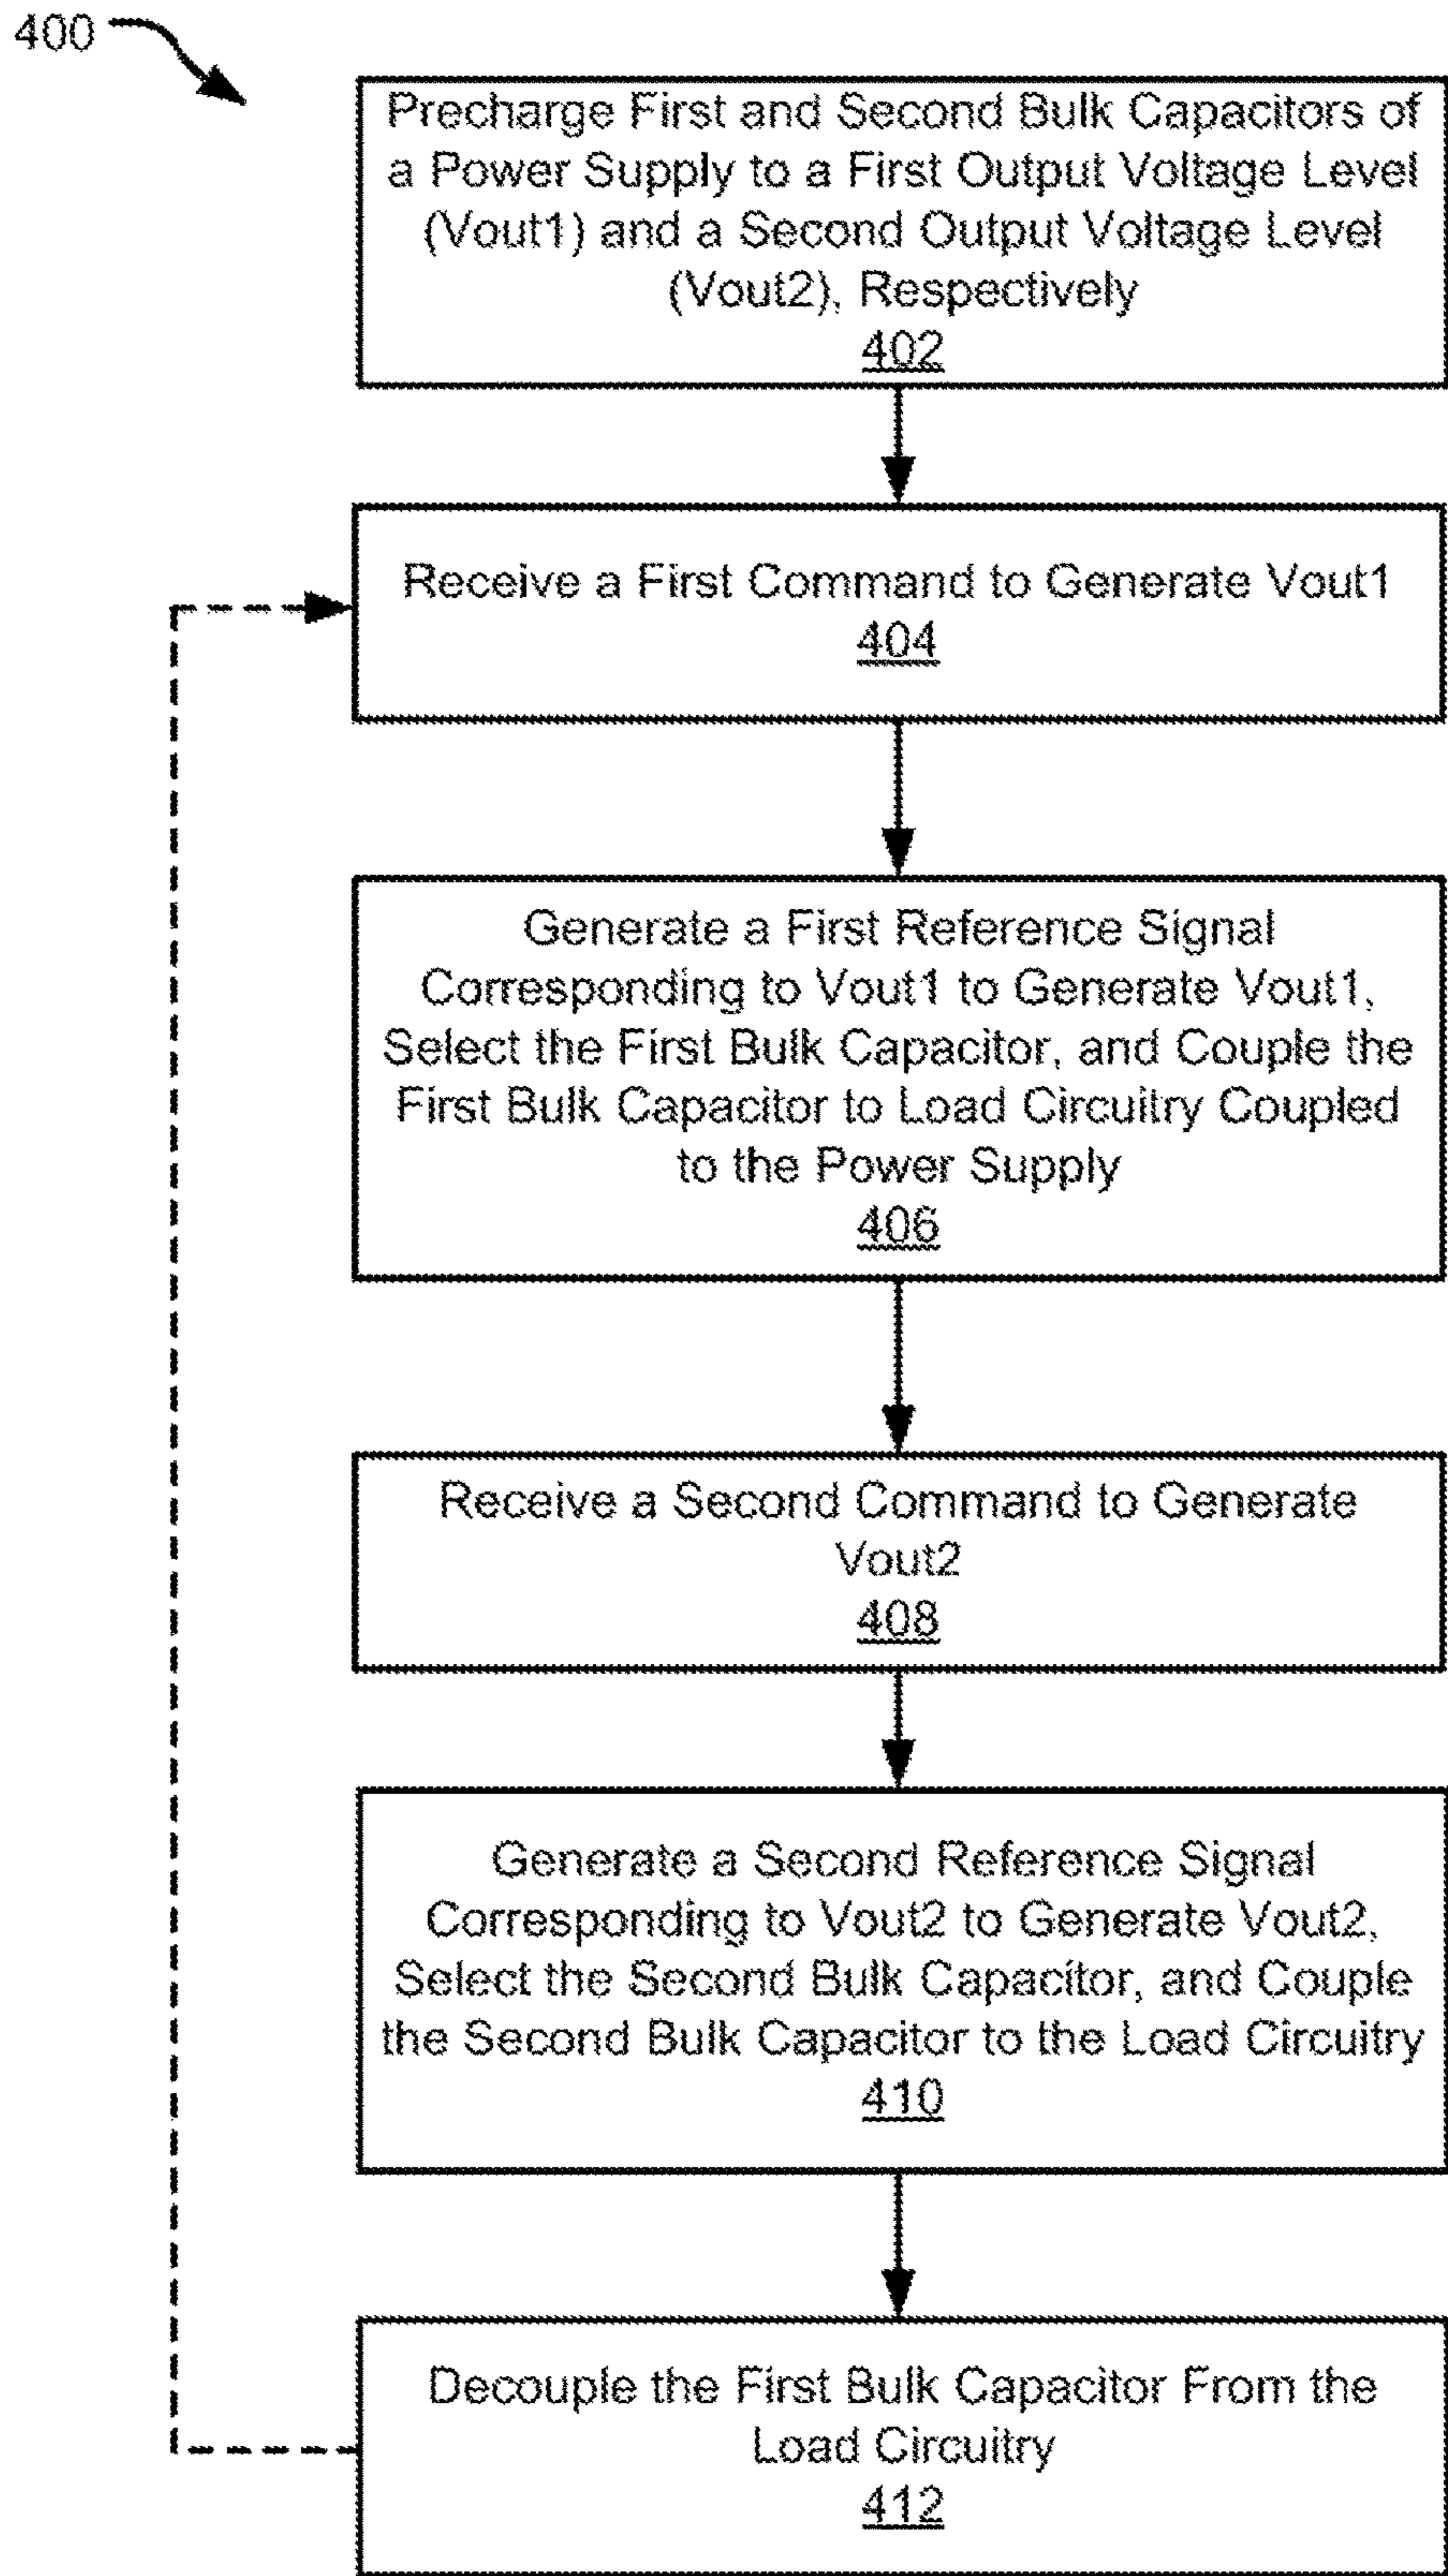 400
Precharge First and Second Bulk Capacitors of
a Power Supply to a First Output Voltage Level
(Vout1) and a Second Output Voltage Level
(Vout2), Respectively
402
Receive a First Command to Generate Vout1
404
Generate a First Reference Signal
Corresponding to Vout1 to Generate Vout1,
Select the First Bulk Capacitor, and Couple the
First Bulk Capacitor to Load Circuitry Coupled
to the Power Supply
406
Receive a Second Command to Generate
Vout2
408
Generate a Second Reference Signal
Corresponding to Vout2 to Generate Vout2,
Select the Second Bulk Capacitor, and Couple
the Second Bulk Capacitor to the Load Circuitry
410
Decouple the First Bulk Capacitor From the
Load Circuitry
412